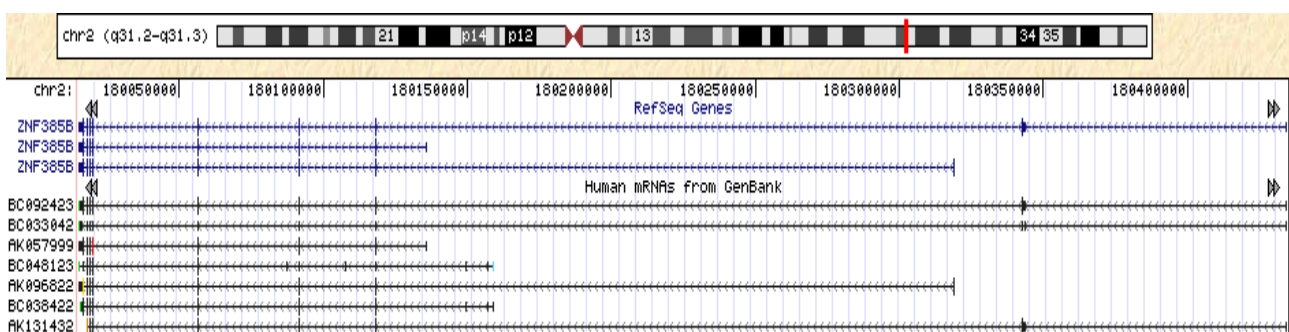 chr2 (q31.2-q31.3) 21 p14 p12 13 34 35
chr2: 180050000| 180100000| 180150000| 180200000| 180250000| 180300000| 180350000| 180400000|
RefSeq Genes
ZNF385B
ZNF385B
ZNF385B
Human mRNAs from GenBank
BC092423
BC033042
AK057999
BC048123
AK096822
BC038422
AK131432